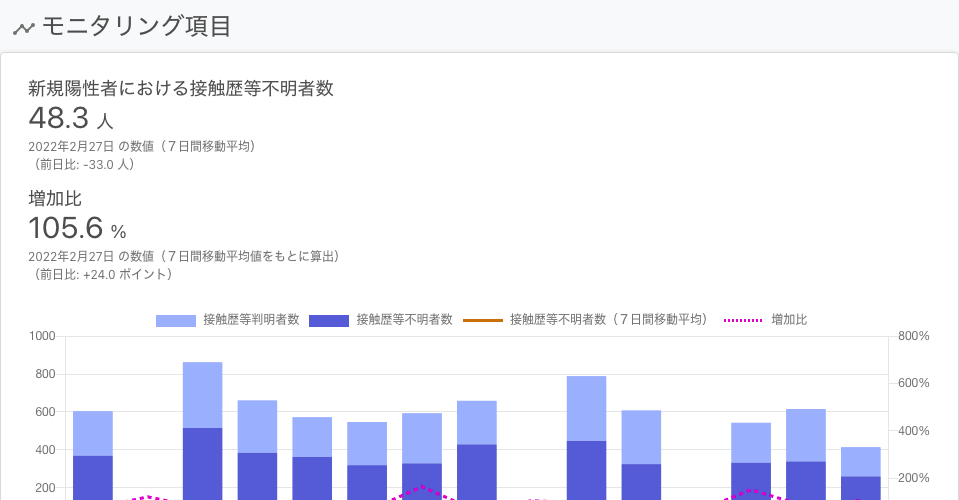 モニタリング項目
新規陽性者における接触歴等不明者数
48.3 人
2022年2月27日 の数値（７日間移動平均）
（前日比: -33.0 人）
増加比
105.6 %
2022年2月27日 の数値（７日間移動平均値をもとに算出）
（前日比: +24.0 ポイント）
接触歴等判明者数 接触歴等不明者数 接触歴等不明者数（７日間移動平均） 増加比
1000 800%
800
600%
600
400 400%
200 200%